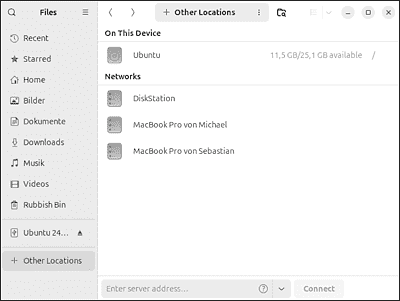 Files
Other Locations
Recent
Starred
Home
Bilder
Dokumente
Downloads
Musik
Videos
Rubbish Bin
Ubuntu 24…
Other Locations
On This Device
Ubuntu 11,5 GB/25,1 GB available /
Networks
DiskStation
MacBook Pro von Michael
MacBook Pro von Sebastian
Enter server address… Connect